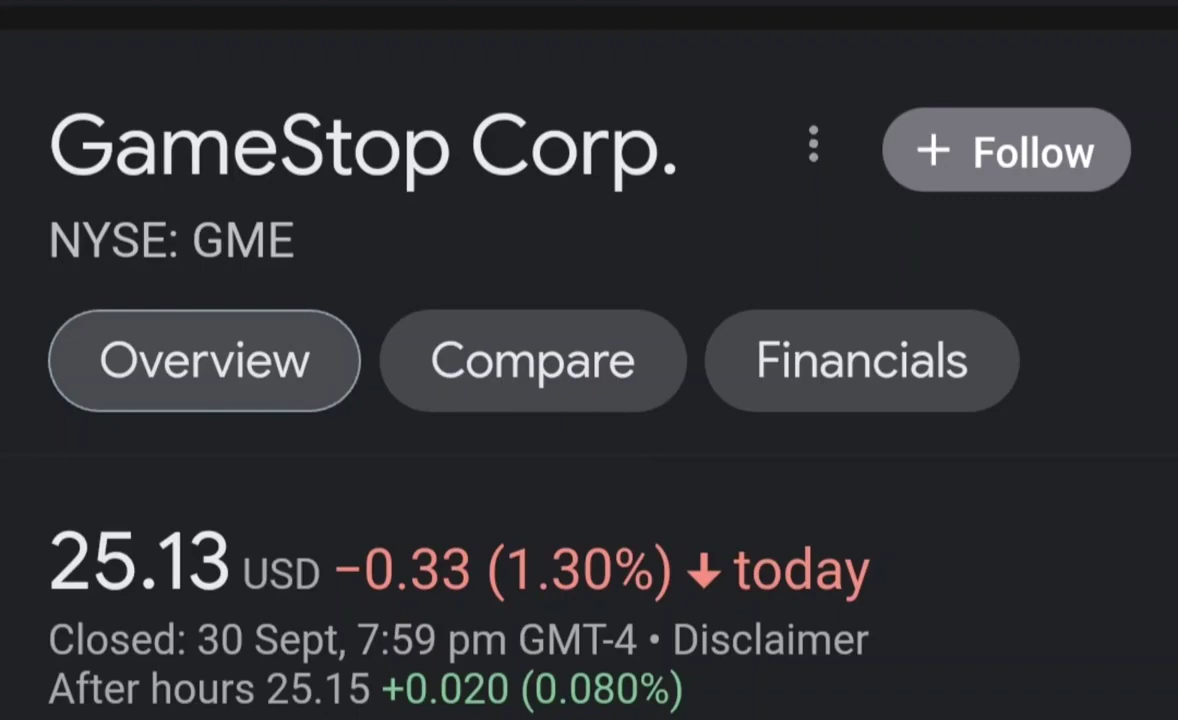 GameStop Corp.
+ Follow
NYSE: GME
Overview Compare Financials
25.13 USD −0.33 (1.30%) ↓ today
Closed: 30 Sept, 7:59 pm GMT-4 • Disclaimer
After hours 25.15 +0.020 (0.080%)